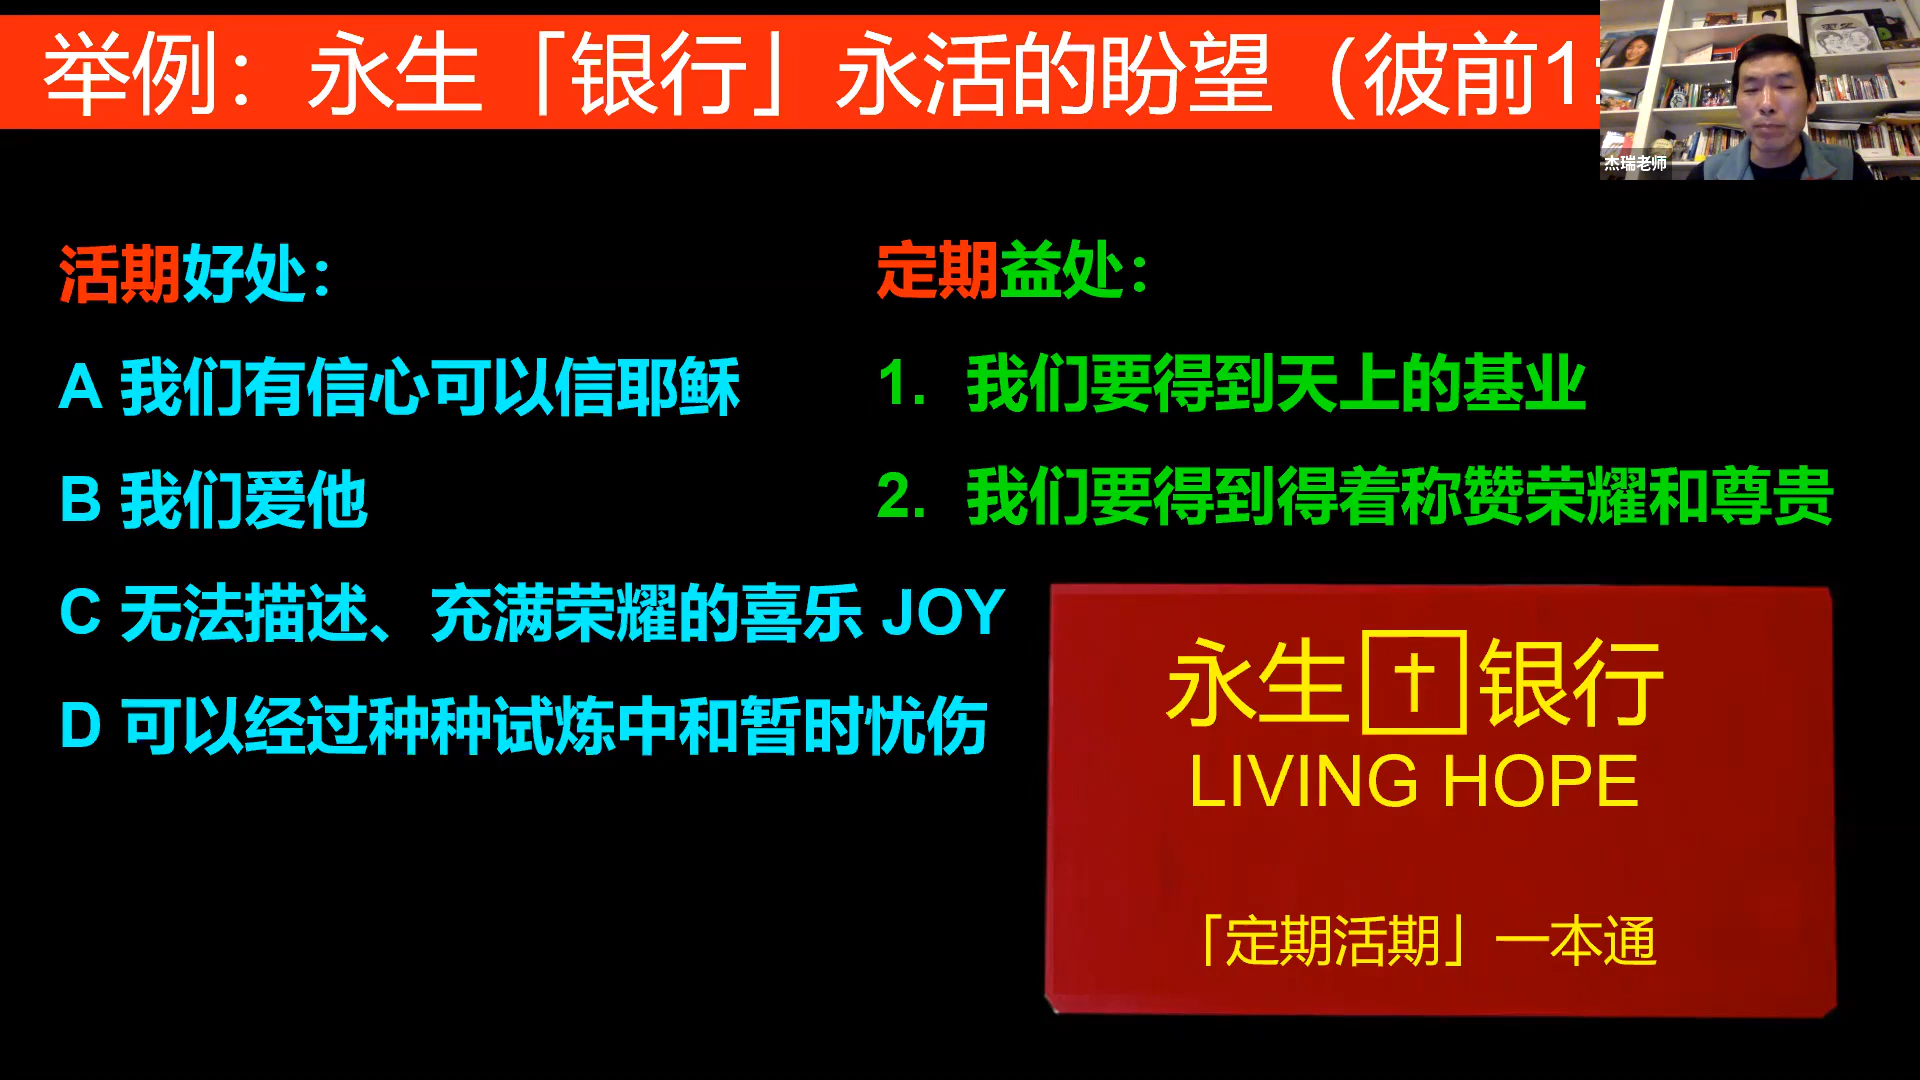 举例：永生「银行」永活的盼望（彼前1:
杰瑞老师
活期好处：
A 我们有信心可以信耶稣
B 我们爱他
C 无法描述、充满荣耀的喜乐 JOY
D 可以经过种种试炼中和暂时忧伤
定期益处：
1. 我们要得到天上的基业
2. 我们要得到得着称赞荣耀和尊贵
永生 银行
LIVING HOPE
「定期活期」一本通